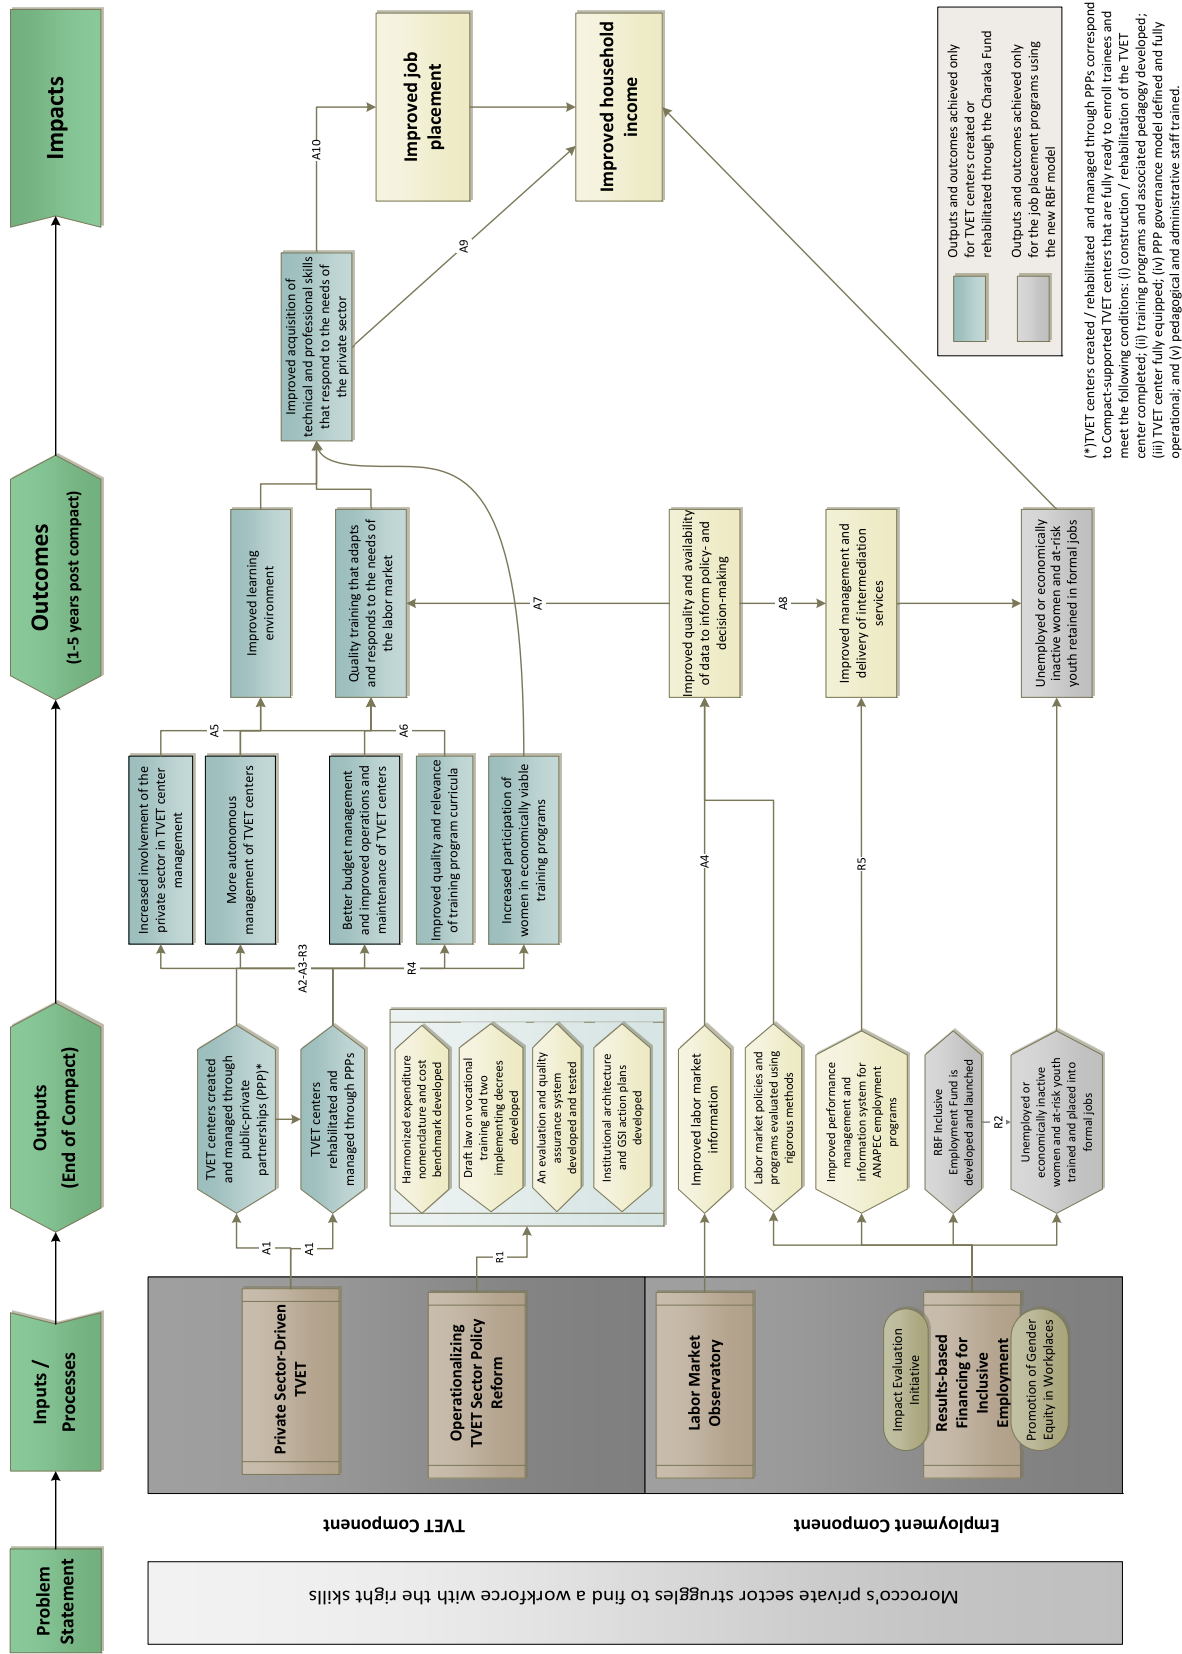 Problem
Statement
Inputs /
Processes
Outputs
(End of Compact)
Outcomes
(1-5 years post compact)
Impacts
Morocco's private sector struggles to find a workforce with the right skills
TVET Component
Employment Component
Private Sector-Driven
TVET
Operationalizing
TVET Sector Policy
Reform
Labor Market
Observatory
Impact Evaluation
Initiative
Results-based
Financing for
Inclusive
Employment
Promotion of Gender
Equity in Workplaces
A1
A1
R1
TVET centers created
and managed through
public-private
partnerships (PPP)*
TVET centers
rehabilitated and
managed through PPPs
Harmonized expenditure
nomenclature and cost
benchmark developed
Draft law on vocational
training and two
implementing decrees
developed
An evaluation and quality
assurance system
developed and tested
Institutional architecture
and GSI action plans
developed
Improved labor market
information
Labor market policies and
programs evaluated using
rigorous methods
Improved performance
management and
information system for
ANAPEC employment
programs
RBF Inclusive
Employment Fund is
developed and launched
R2
Unemployed or
economically inactive
women and at-risk youth
trained and placed into
formal jobs
A2-A3-R3
R4
A4
R5
Increased involvement of the
private sector in TVET center
management
More autonomous
management of TVET centers
Better budget management
and improved operations and
maintenance of TVET centers
Improved quality and relevance
of training program curricula
Increased participation of
women in economically viable
training programs
A5
A6
Improved learning
environment
Quality training that adapts
and responds to the needs of
the labor market
A7
Improved quality and availability
of data to inform policy- and
decision-making
A8
Improved management and
delivery of intermediation
services
Unemployed or economically
inactive women and at-risk
youth retained in formal jobs
Improved acquisition of
technical and professional skills
that respond to the needs of
the private sector
A10
A9
Improved job
placement
Improved household
income
Outputs and outcomes achieved only
for TVET centers created or
rehabilitated through the Charaka Fund
Outputs and outcomes achieved only
for the job placement programs using
the new RBF model
(*)TVET centers created / rehabilitated and managed through PPPs correspond
to Compact-supported TVET centers that are fully ready to enroll trainees and
meet the following conditions: (i) construction / rehabilitation of the TVET
center completed; (ii) training programs and associated pedagogy developed;
(iii) TVET center fully equipped; (iv) PPP governance model defined and fully
operational; and (v) pedagogical and administrative staff trained.